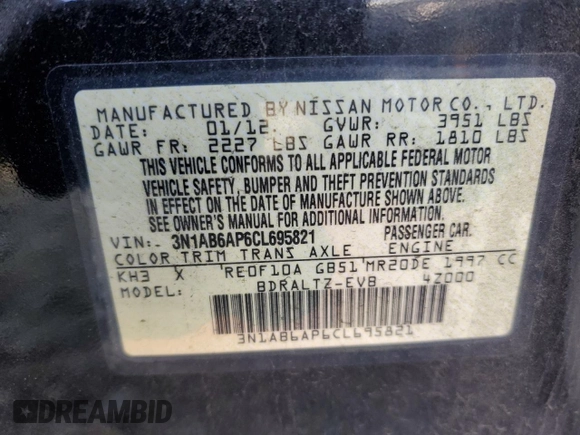 MANUFACTURED BY NISSAN MOTOR CO., LTD.
DATE: 01/12. GVWR: 3951 LBS
GAWR FR: 2227 LBS GAWR RR: 1810 LBS
THIS VEHICLE CONFORMS TO ALL APPLICABLE FEDERAL MOTOR
VEHICLE SAFETY, BUMPER AND THEFT PREVENTION STANDARDS
IN EFFECT ON THE DATE OF MANUFACTURE SHOWN ABOVE.
SEE OWNER'S MANUAL FOR ADDITIONAL INFORMATION.
VIN: 3N1AB6AP6CL695821 PASSENGER CAR.
COLOR TRIM TRANS AXLE ENGINE
KH3 X RE0F10A GB51 MR20DE 1997 CC
MODEL: BDRALTZ-EVB 4Z000
3N1AB6AP6CL695821
DREAMBID